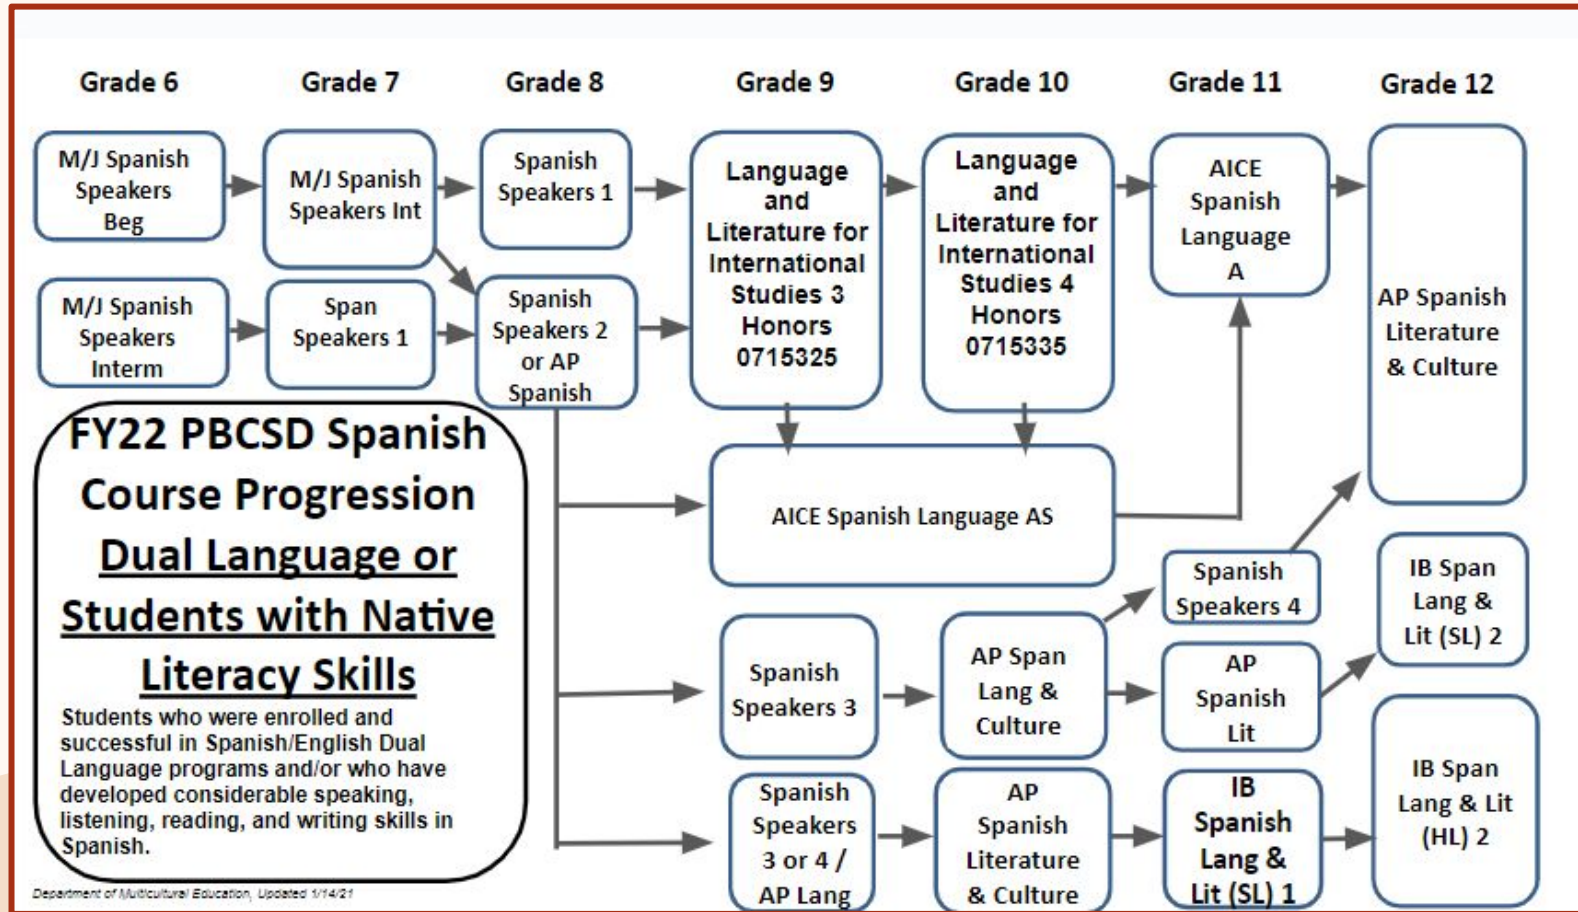 Grade 6
Grade 7
Grade 8
Grade 9
Grade 10
Grade 11
Grade 12
M/J Spanish
Speakers
Beg
M/J Spanish
Speakers Int
Spanish
Speakers 1
Language
and
Literature for
International
Studies 3
Honors
0715325
Language
and
Literature for
International
Studies 4
Honors
0715335
AICE
Spanish
Language
A
AP Spanish
Literature
& Culture
M/J Spanish
Speakers
Interm
Span
Speakers 1
Spanish
Speakers 2
or AP
Spanish
AICE Spanish Language AS
FY22 PBCSD Spanish
Course Progression
Dual Language or
Students with Native
Literacy Skills
Students who were enrolled and
successful in Spanish/English Dual
Language programs and/or who have
developed considerable speaking,
listening, reading, and writing skills in
Spanish.
Spanish
Speakers 3
AP Span
Lang &
Culture
Spanish
Speakers 4
AP
Spanish
Lit
IB Span
Lang &
Lit (SL) 2
Spanish
Speakers
3 or 4 /
AP Lang
AP
Spanish
Literature
& Culture
IB
Spanish
Lang &
Lit (SL) 1
IB Span
Lang & Lit
(HL) 2
Department of Multicultural Education, Updated 1/14/21